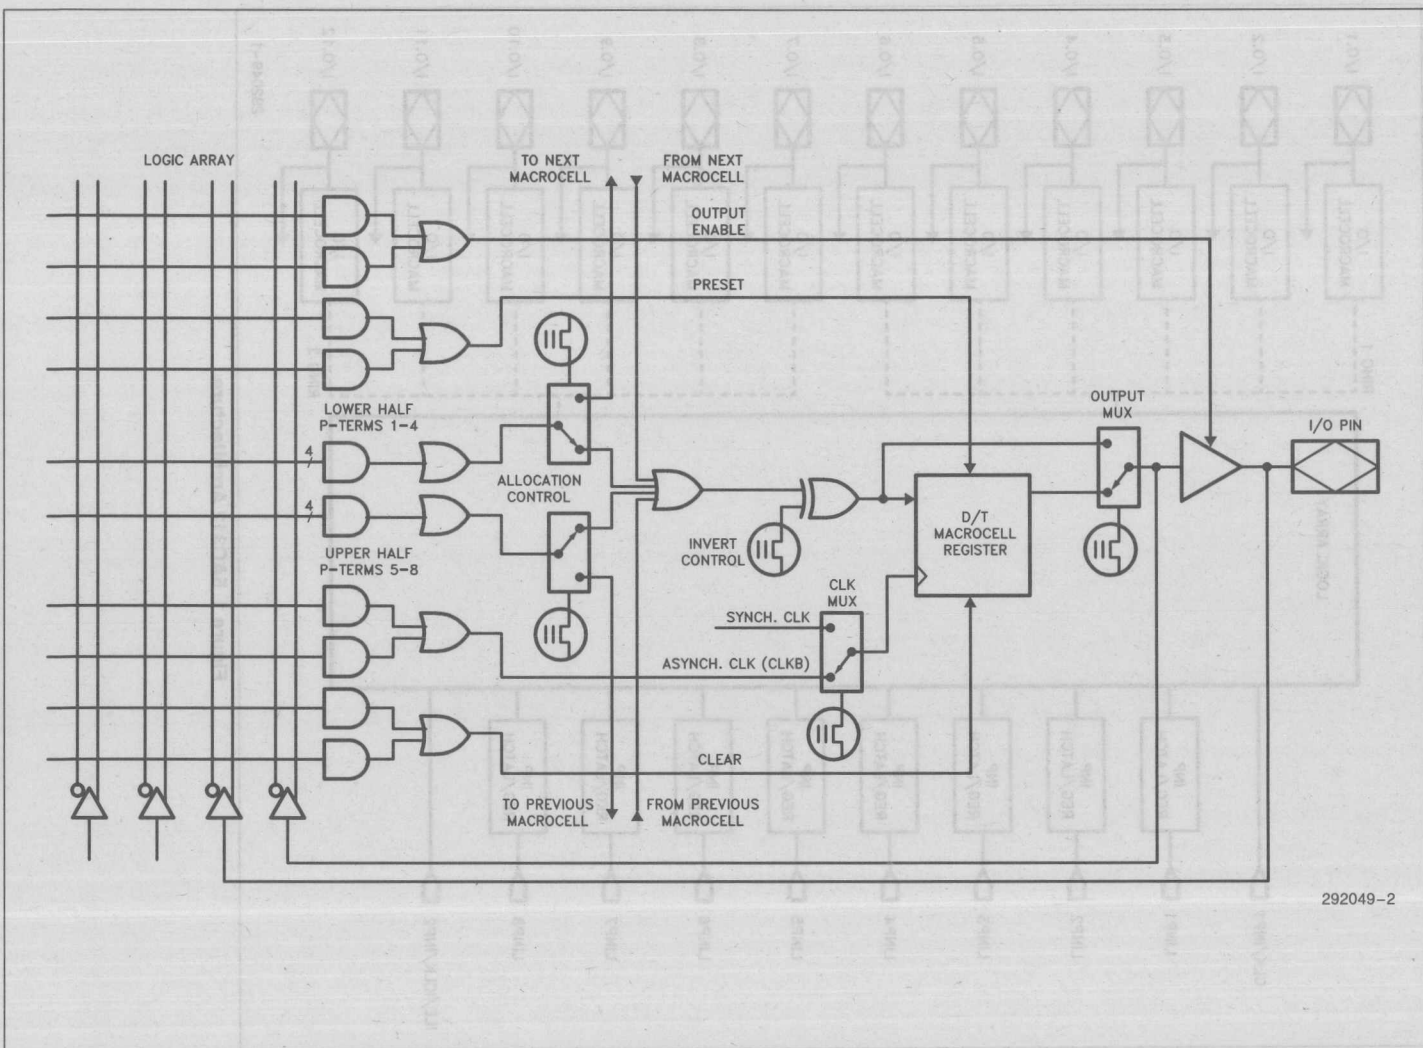 LOGIC ARRAY
TO NEXT
MACROCELL
FROM NEXT
MACROCELL
OUTPUT
ENABLE
PRESET
LOWER HALF
P-TERMS 1-4
4
4
ALLOCATION
CONTROL
UPPER HALF
P-TERMS 5-8
INVERT
CONTROL
D/T
MACROCELL
REGISTER
OUTPUT
MUX
I/O PIN
CLK
MUX
SYNCH. CLK
ASYNCH. CLK (CLKB)
CLEAR
TO PREVIOUS
MACROCELL
FROM PREVIOUS
MACROCELL
292049-2